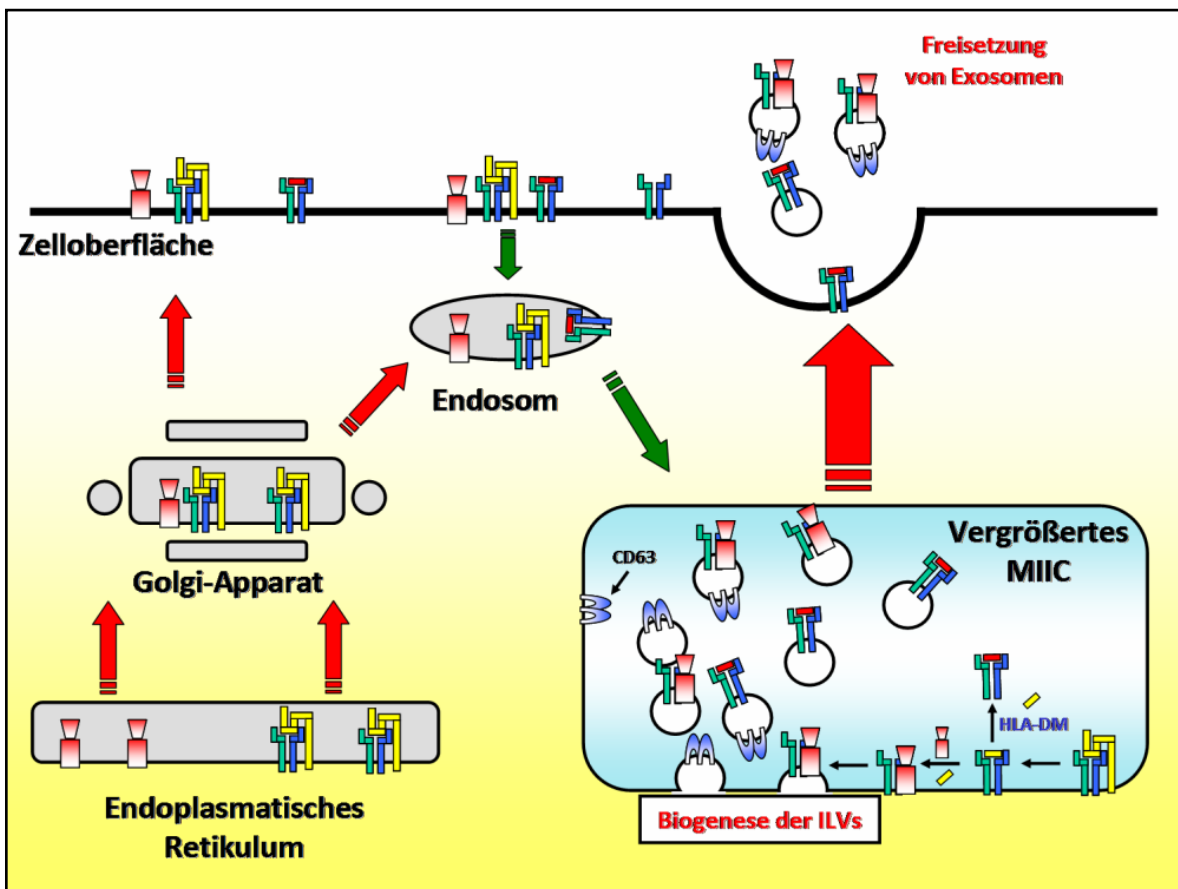 Freisetzung
von Exosomen
Zelloberfläche
Endosom
Golgi-Apparat
Endoplasmatisches
Retikulum
Vergrößertes
MIIC
CD63
HLA-DM
Biogenese der ILVs